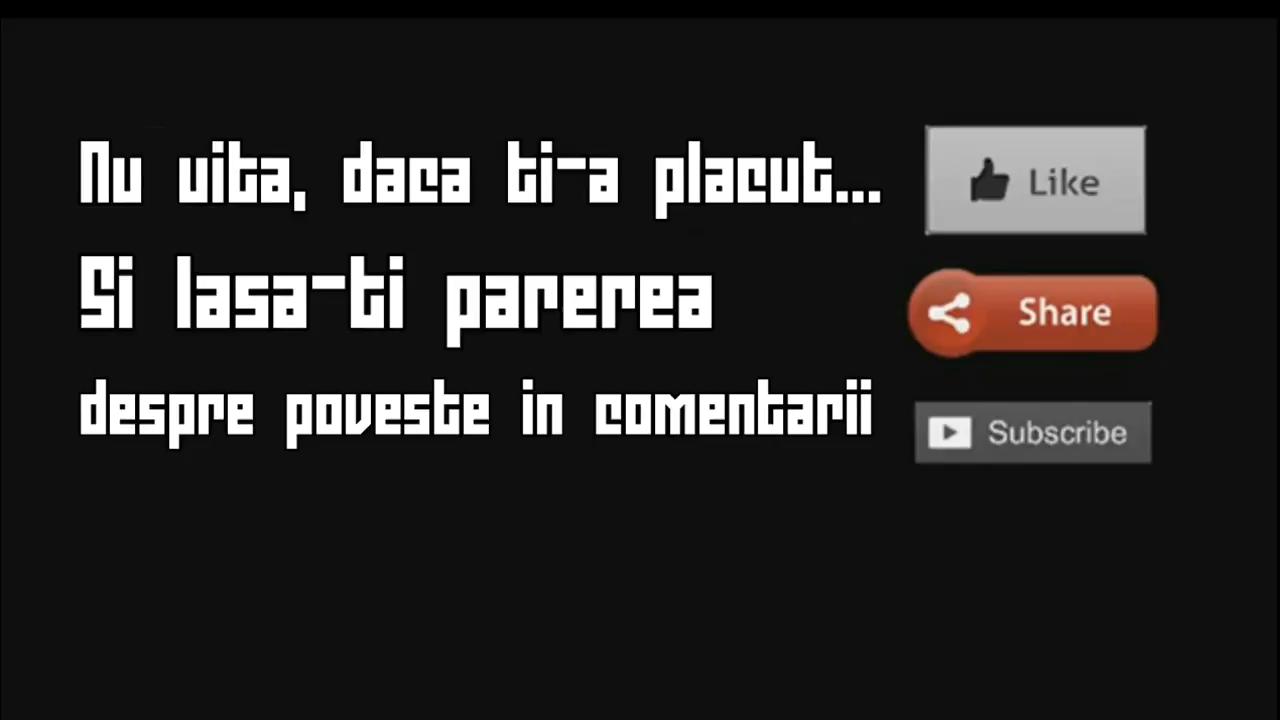 Nu uita, daca ti-a placut...
Like
Si lasa-ti parerea
Share
despre poveste in comentarii
Subscribe